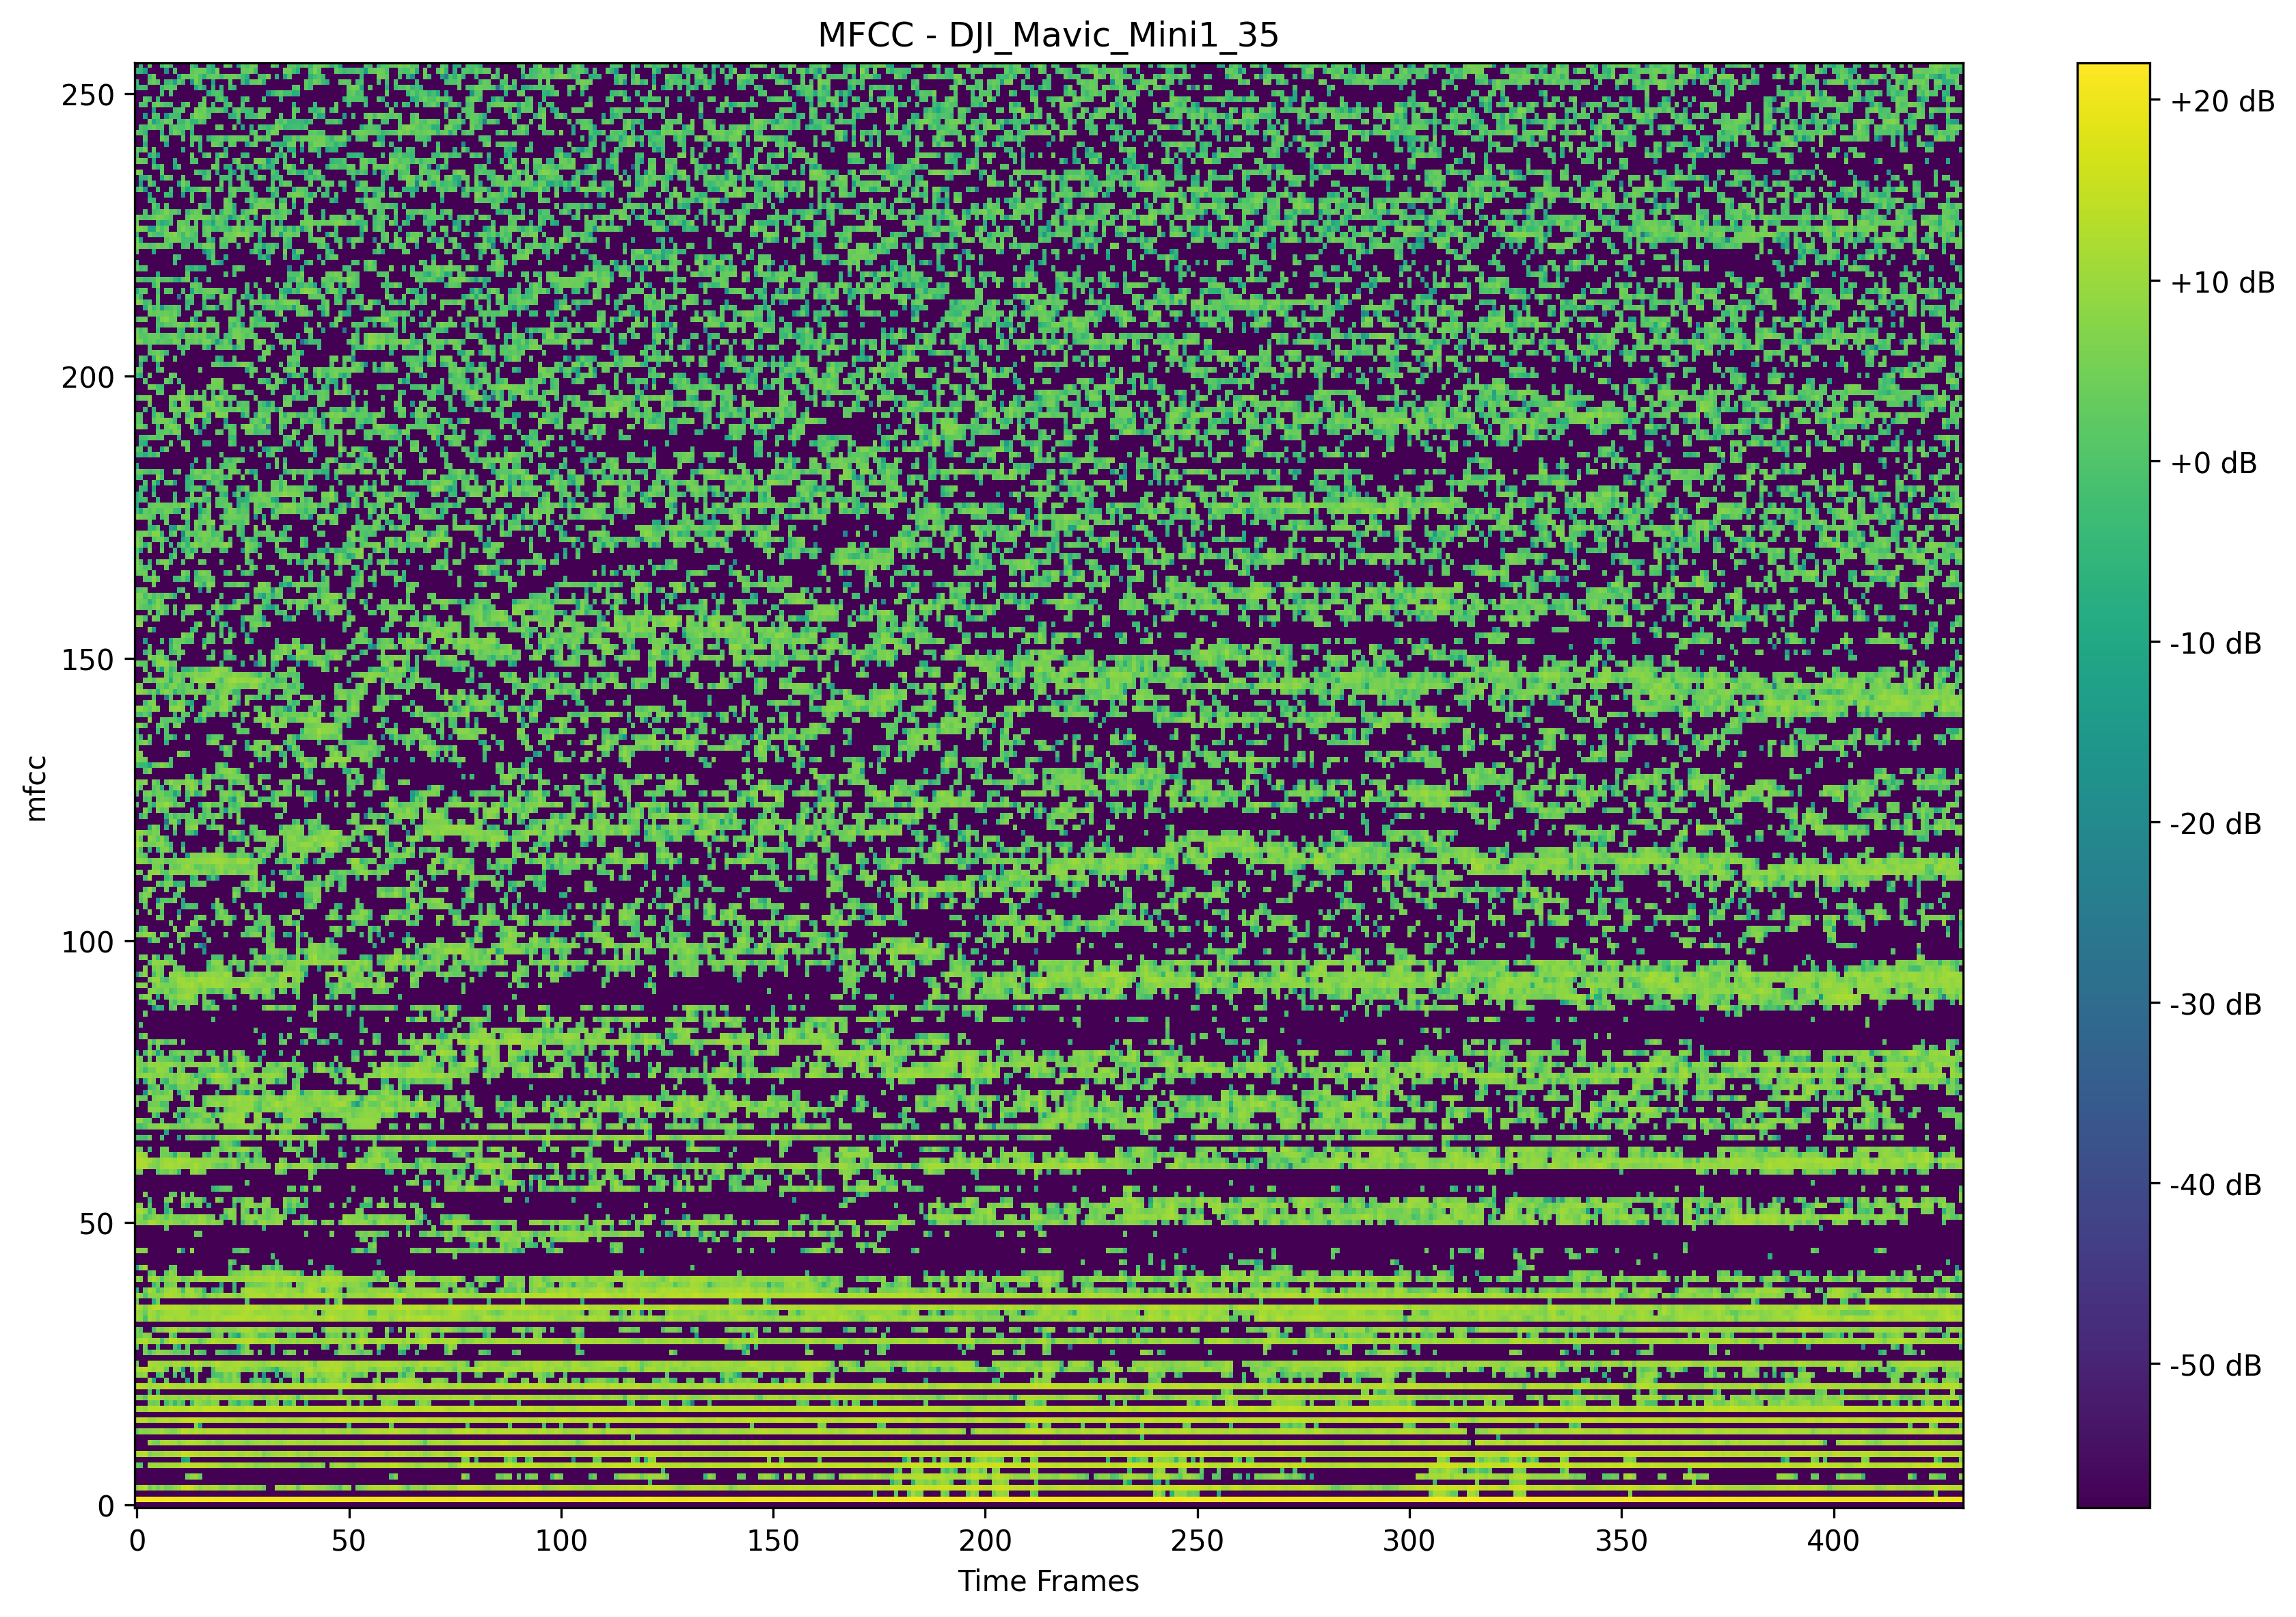 MFCC - DJI_Mavic_Mini1_35
mfcc
250
200
150
100
50
0
0 50 100 150 200 250 300 350 400
Time Frames
+20 dB
+10 dB
+0 dB
-10 dB
-20 dB
-30 dB
-40 dB
-50 dB